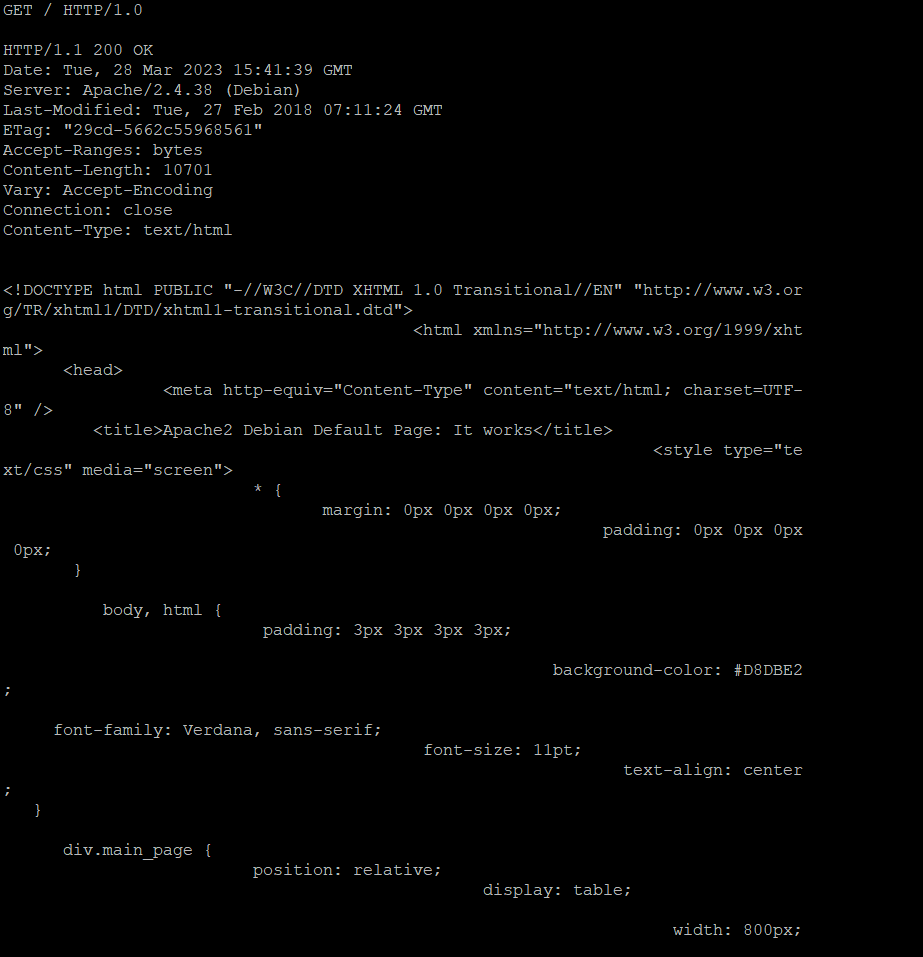 GET / HTTP/1.0
HTTP/1.1 200 OK
Date: Tue, 28 Mar 2023 15:41:39 GMT
Server: Apache/2.4.38 (Debian)
Last-Modified: Tue, 27 Feb 2018 07:11:24 GMT
ETag: "29cd-5662c55968561"
Accept-Ranges: bytes
Content-Length: 10701
Vary: Accept-Encoding
Connection: close
Content-Type: text/html
<!DOCTYPE html PUBLIC "-//W3C//DTD XHTML 1.0 Transitional//EN" "http://www.w3.or
g/TR/xhtml1/DTD/xhtml1-transitional.dtd">
<html xmlns="http://www.w3.org/1999/xht
ml">
<head>
<meta http-equiv="Content-Type" content="text/html; charset=UTF-
8" />
<title>Apache2 Debian Default Page: It works</title>
<style type="te
xt/css" media="screen">
* {
margin: 0px 0px 0px 0px;
padding: 0px 0px 0px
0px;
}
body, html {
padding: 3px 3px 3px 3px;
background-color: #D8DBE2
;
font-family: Verdana, sans-serif;
font-size: 11pt;
text-align: center
;
}
div.main_page {
position: relative;
display: table;
width: 800px;